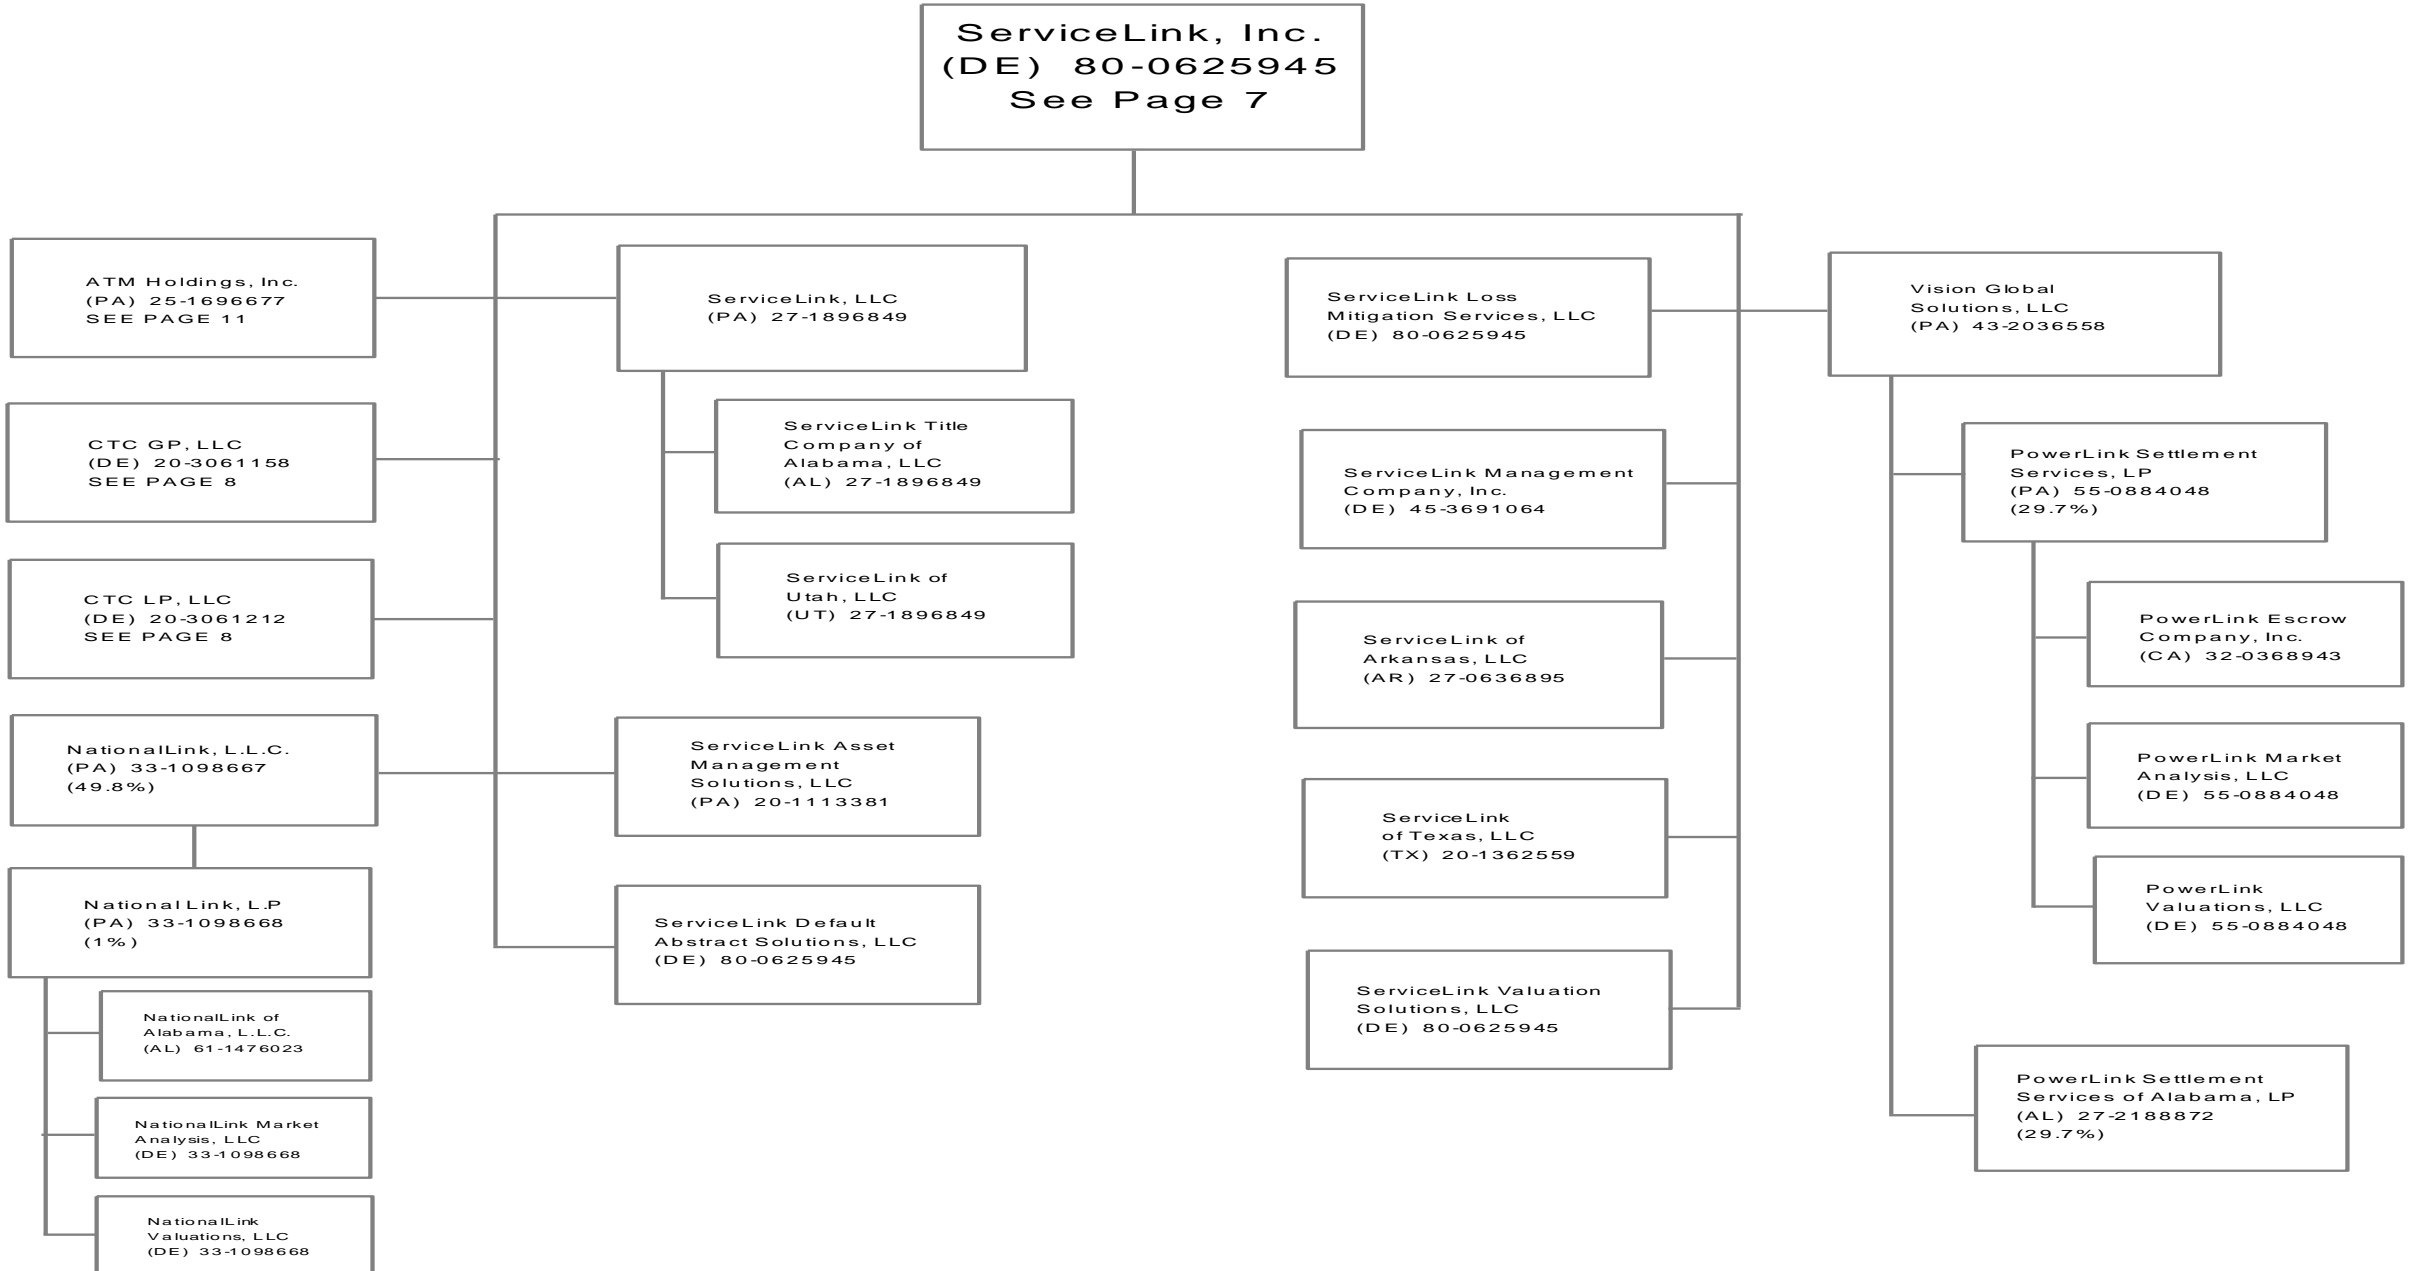 ServiceLink, Inc.
(DE) 80-0625945
See Page 7
ATM Holdings, Inc.
(PA) 25-1696677
SEE PAGE 11
CTC GP, LLC
(DE) 20-3061158
SEE PAGE 8
CTC LP, LLC
(DE) 20-3061212
SEE PAGE 8
NationalLink, L.L.C.
(PA) 33-1098667
(49.8%)
National Link, L.P
(PA) 33-1098668
(1%)
NationalLink of
Alabama, L.L.C.
(AL) 61-1476023
NationalLink Market
Analysis, LLC
(DE) 33-1098668
NationalLink
Valuations, LLC
(DE) 33-1098668
ServiceLink, LLC
(PA) 27-1896849
ServiceLink Title
Company of
Alabama, LLC
(AL) 27-1896849
ServiceLink of
Utah, LLC
(UT) 27-1896849
ServiceLink Asset
Management
Solutions, LLC
(PA) 20-1113381
ServiceLink Default
Abstract Solutions, LLC
(DE) 80-0625945
ServiceLink Loss
Mitigation Services, LLC
(DE) 80-0625945
ServiceLink Management
Company, Inc.
(DE) 45-3691064
ServiceLink of
Arkansas, LLC
(AR) 27-0636895
ServiceLink
of Texas, LLC
(TX) 20-1362559
ServiceLink Valuation
Solutions, LLC
(DE) 80-0625945
Vision Global
Solutions, LLC
(PA) 43-2036558
PowerLink Settlement
Services, LP
(PA) 55-0884048
(29.7%)
PowerLink Escrow
Company, Inc.
(CA) 32-0368943
PowerLink Market
Analysis, LLC
(DE) 55-0884048
PowerLink
Valuations, LLC
(DE) 55-0884048
PowerLink Settlement
Services of Alabama, LP
(AL) 27-2188872
(29.7%)